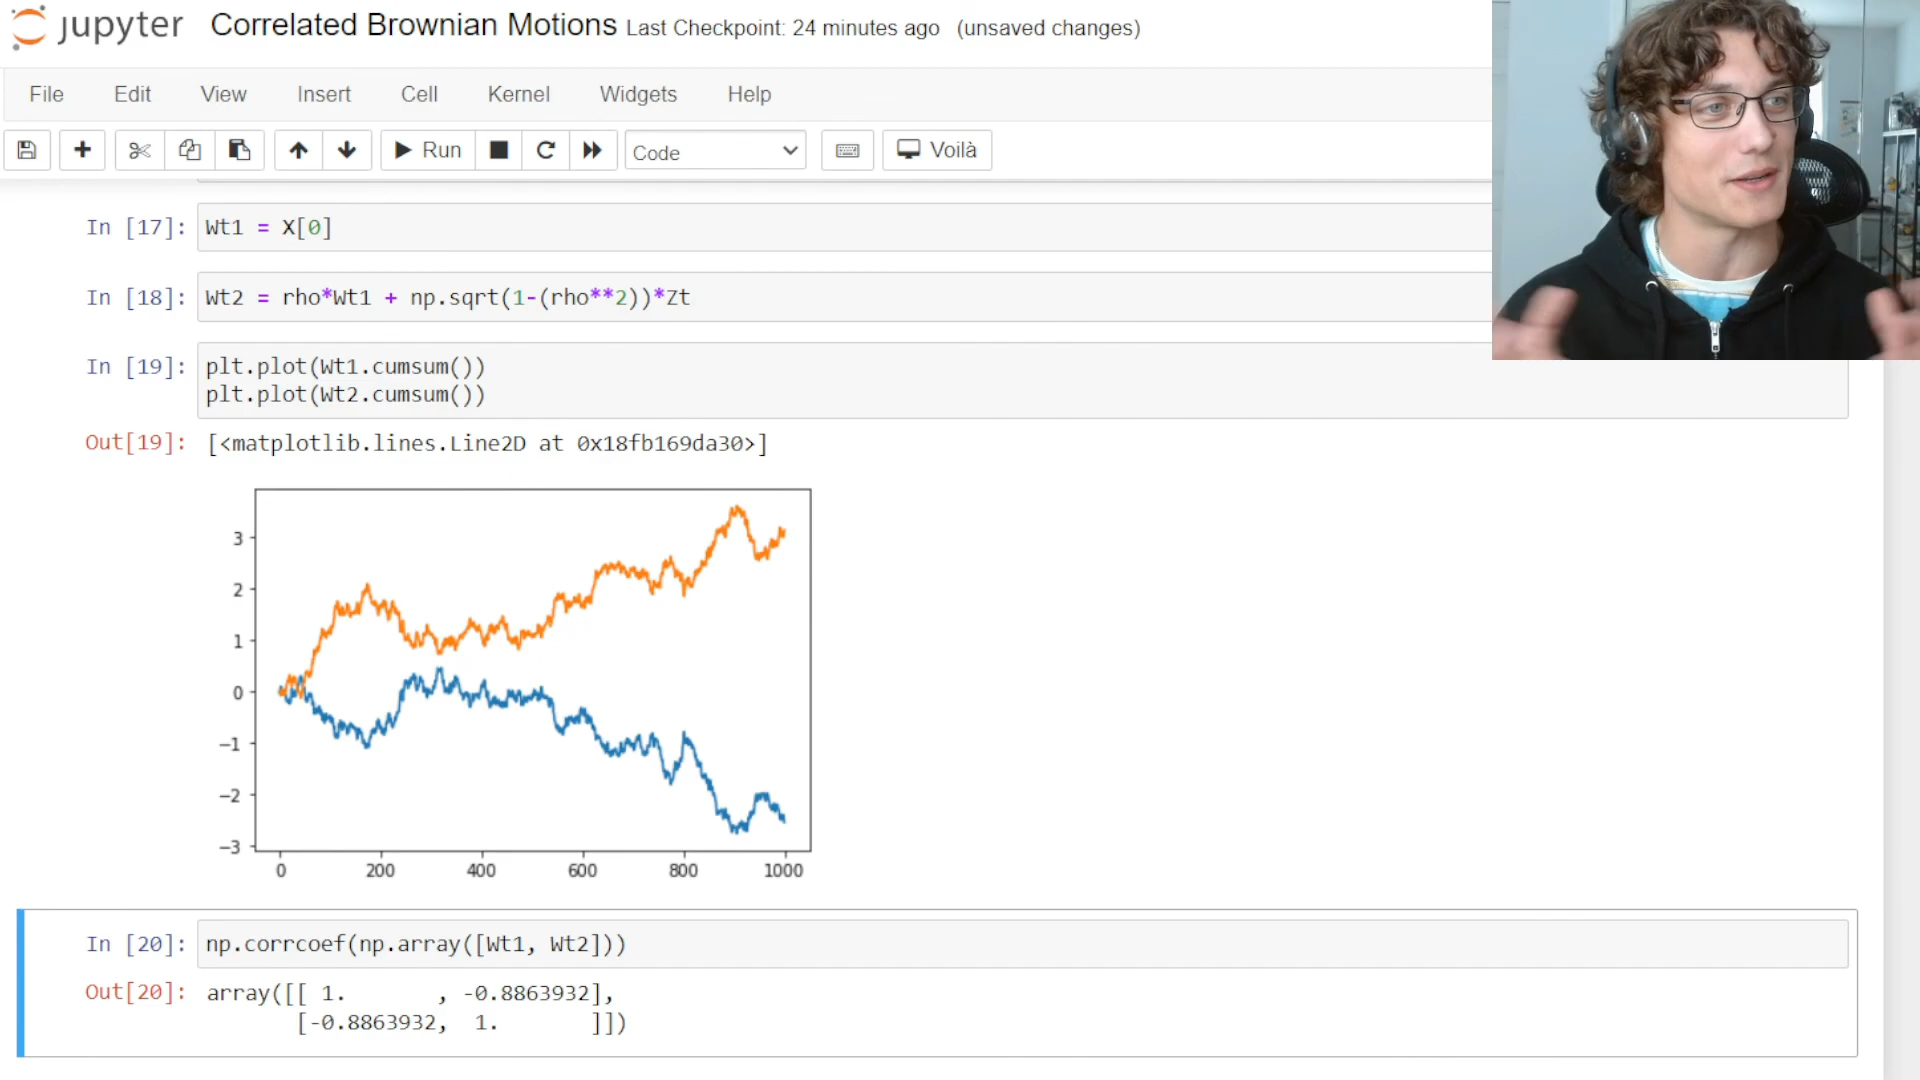 jupyter Correlated Brownian Motions Last Checkpoint: 24 minutes ago (unsaved changes)
File Edit View Insert Cell Kernel Widgets Help
Run Code Voilà
In [17]: Wt1 = X[0]
In [18]: Wt2 = rho*Wt1 + np.sqrt(1-(rho**2))*Zt
In [19]: plt.plot(Wt1.cumsum())
plt.plot(Wt2.cumsum())
Out[19]: [<matplotlib.lines.Line2D at 0x18fb169da30>]
3
2
1
0
−1
−2
−3
0 200 400 600 800 1000
In [20]: np.corrcoef(np.array([Wt1, Wt2]))
Out[20]: array([[ 1.       , -0.8863932],
[-0.8863932,  1.       ]])